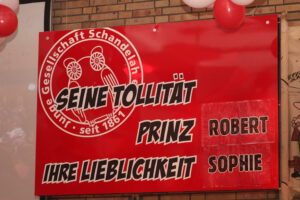 Junge Gesellschaft Schandelah
· seit 1861 ·
SEINE TOLLITÄT
PRINZ ROBERT
IHRE LIEBLICHKEIT SOPHIE